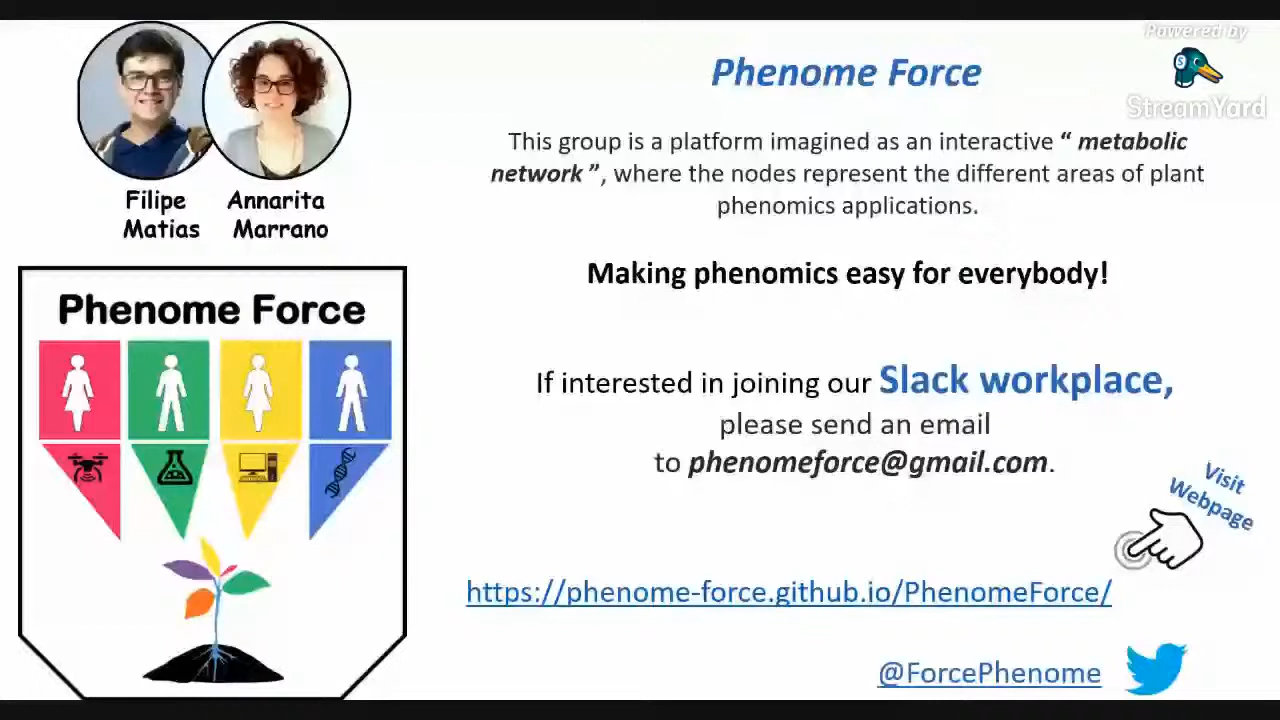 Powered by
StreamYard
Phenome Force
This group is a platform imagined as an interactive “ metabolic
network ”, where the nodes represent the different areas of plant
phenomics applications.
Making phenomics easy for everybody!
If interested in joining our Slack workplace,
please send an email
to phenomeforce@gmail.com.
Visit
Webpage
https://phenome-force.github.io/PhenomeForce/
@ForcePhenome
Filipe
Matias
Annarita
Marrano
Phenome Force
S